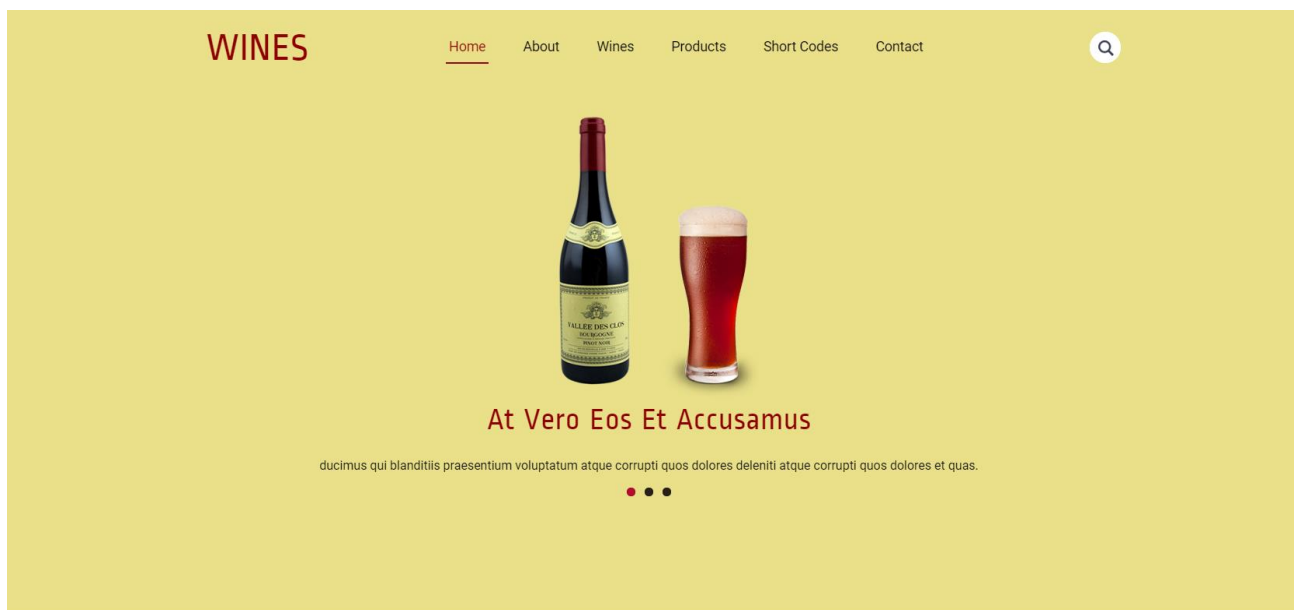 WINES
Home About Wines Products Short Codes Contact
VALLÉE DES CLOS
BOURGOGNE
PINOT NOIR
At Vero Eos Et Accusamus
ducimus qui blanditiis praesentium voluptatum atque corrupti quos dolores deleniti atque corrupti quos dolores et quas.